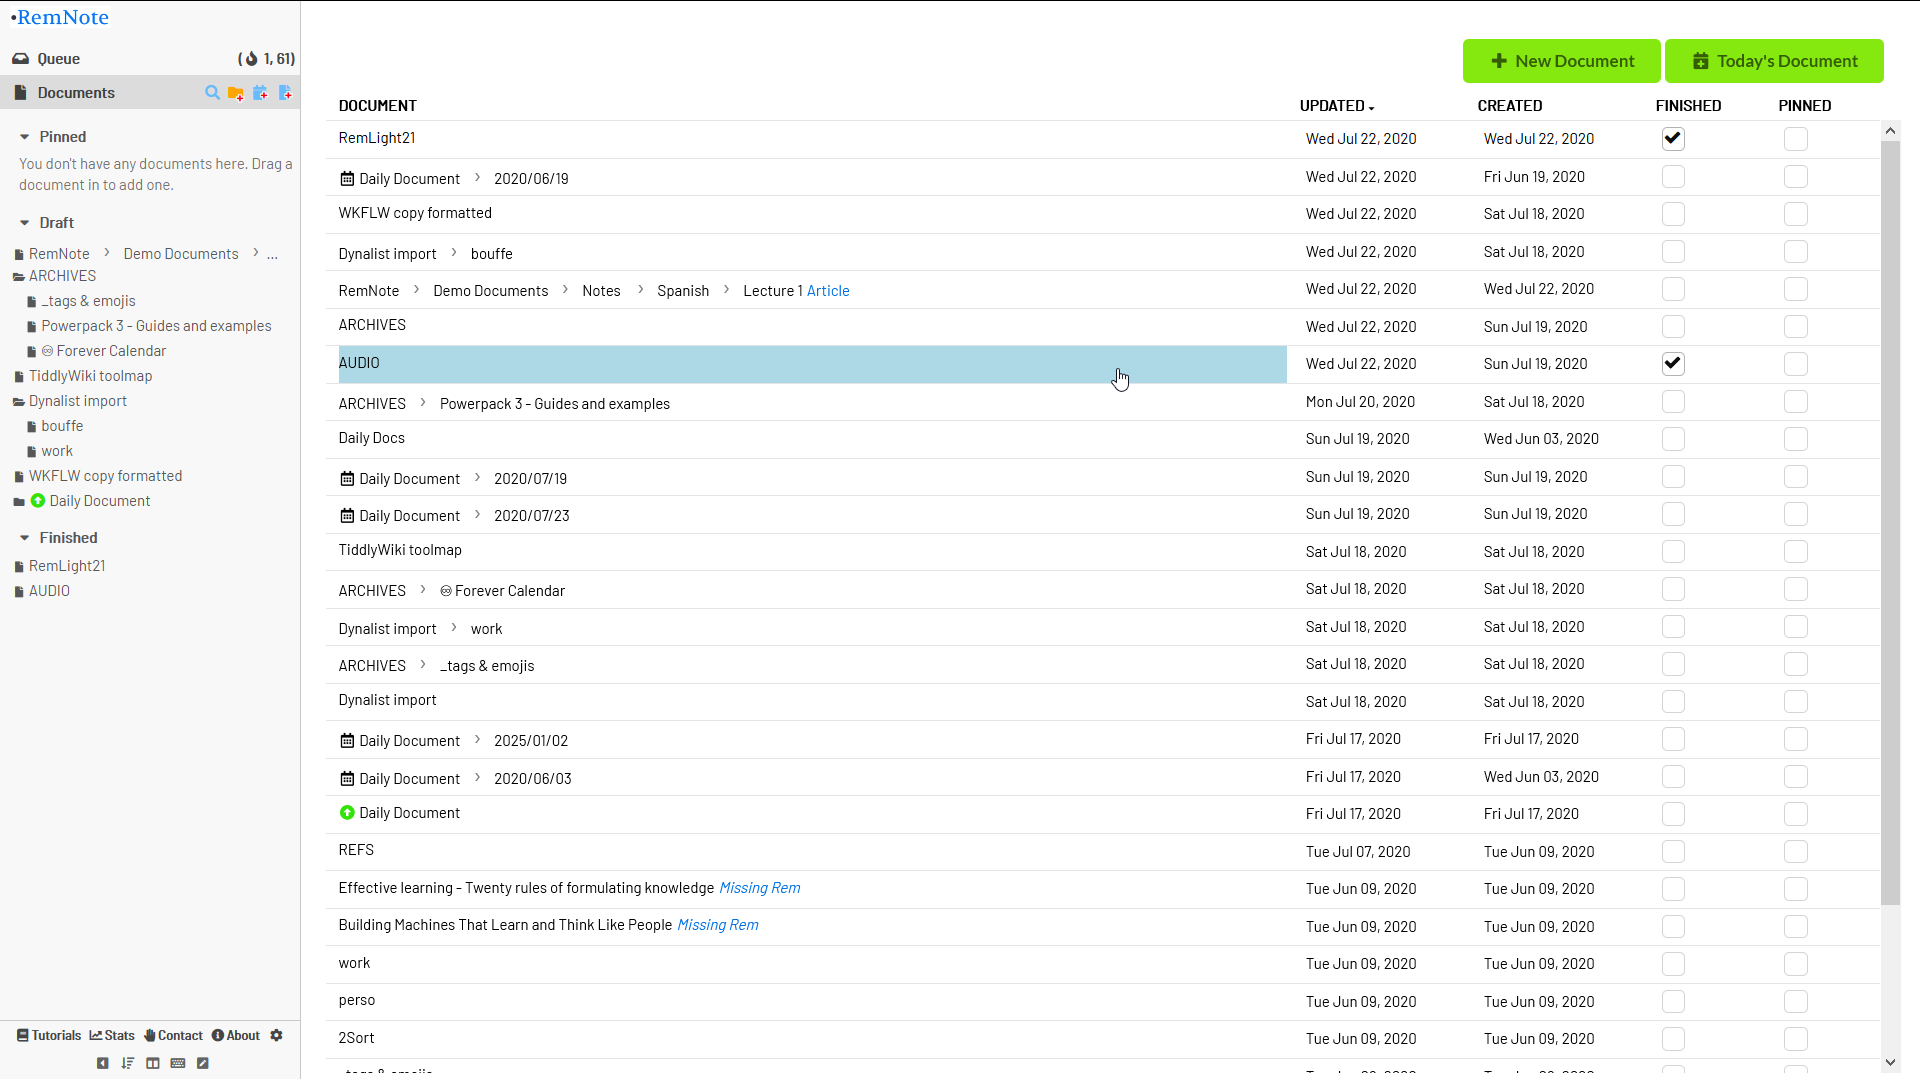 •RemNote
Queue ( 1, 61)
Documents
Pinned
You don't have any documents here. Drag a
document in to add one.
Draft
RemNote > Demo Documents > ...
ARCHIVES
_tags & emojis
Powerpack 3 - Guides and examples
♾ Forever Calendar
TiddlyWiki toolmap
Dynalist import
bouffe
work
WKFLW copy formatted
Daily Document
Finished
RemLight21
AUDIO
Tutorials Stats Contact About
New Document Today's Document
DOCUMENT UPDATED CREATED FINISHED PINNED
RemLight21 Wed Jul 22, 2020 Wed Jul 22, 2020
Daily Document > 2020/06/19 Wed Jul 22, 2020 Fri Jun 19, 2020
WKFLW copy formatted Wed Jul 22, 2020 Sat Jul 18, 2020
Dynalist import > bouffe Wed Jul 22, 2020 Sat Jul 18, 2020
RemNote > Demo Documents > Notes > Spanish > Lecture 1 Article Wed Jul 22, 2020 Wed Jul 22, 2020
ARCHIVES Wed Jul 22, 2020 Sun Jul 19, 2020
AUDIO Wed Jul 22, 2020 Sun Jul 19, 2020
ARCHIVES > Powerpack 3 - Guides and examples Mon Jul 20, 2020 Sat Jul 18, 2020
Daily Docs Sun Jul 19, 2020 Wed Jun 03, 2020
Daily Document > 2020/07/19 Sun Jul 19, 2020 Sun Jul 19, 2020
Daily Document > 2020/07/23 Sun Jul 19, 2020 Sun Jul 19, 2020
TiddlyWiki toolmap Sat Jul 18, 2020 Sat Jul 18, 2020
ARCHIVES > ♾ Forever Calendar Sat Jul 18, 2020 Sat Jul 18, 2020
Dynalist import > work Sat Jul 18, 2020 Sat Jul 18, 2020
ARCHIVES > _tags & emojis Sat Jul 18, 2020 Sat Jul 18, 2020
Dynalist import Sat Jul 18, 2020 Sat Jul 18, 2020
Daily Document > 2025/01/02 Fri Jul 17, 2020 Fri Jul 17, 2020
Daily Document > 2020/06/03 Fri Jul 17, 2020 Wed Jun 03, 2020
Daily Document Fri Jul 17, 2020 Fri Jul 17, 2020
REFS Tue Jul 07, 2020 Tue Jun 09, 2020
Effective learning - Twenty rules of formulating knowledge Missing Rem Tue Jun 09, 2020 Tue Jun 09, 2020
Building Machines That Learn and Think Like People Missing Rem Tue Jun 09, 2020 Tue Jun 09, 2020
work Tue Jun 09, 2020 Tue Jun 09, 2020
perso Tue Jun 09, 2020 Tue Jun 09, 2020
2Sort Tue Jun 09, 2020 Tue Jun 09, 2020